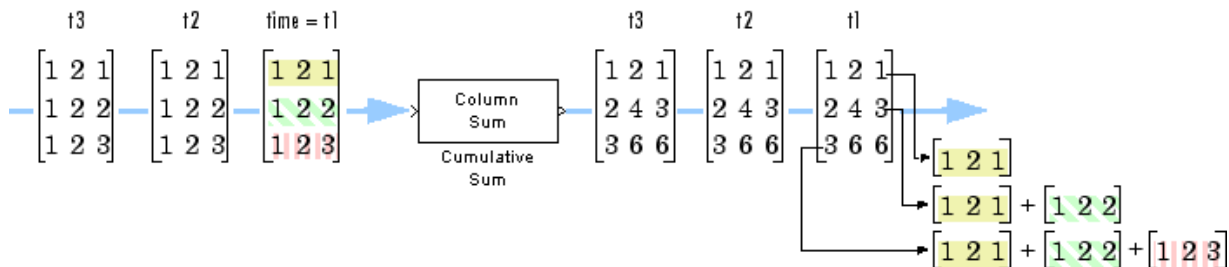 t3 t2 time = t1 t3 t2 t1
[1 2 1] [1 2 1] [1 2 1] [1 2 1] [1 2 1] [1 2 1]
[1 2 2] [1 2 2] [1 2 2] Column [2 4 3] [2 4 3] [2 4 3]
Sum
[1 2 3] [1 2 3] [1 2 3] [3 6 6] [3 6 6] [3 6 6]
Cumulative
Sum
[1 2 1]
[1 2 1] + [1 2 2]
[1 2 1] + [1 2 2] + [1 2 3]